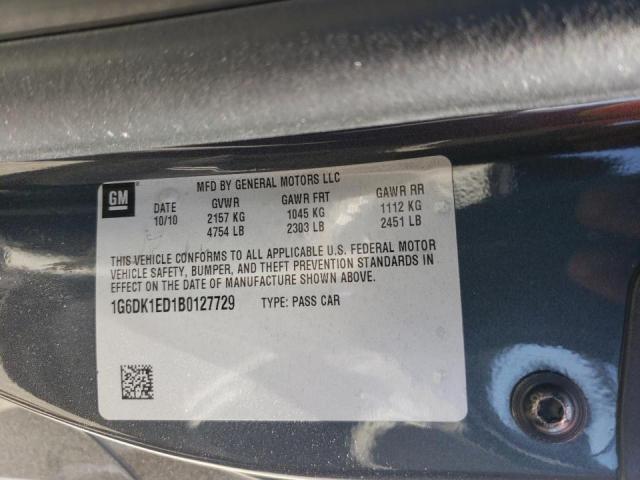 MFD BY GENERAL MOTORS LLC
GM
DATE GVWR GAWR FRT GAWR RR
10/10 2157 KG 1045 KG 1112 KG
4754 LB 2303 LB 2451 LB
THIS VEHICLE CONFORMS TO ALL APPLICABLE U.S. FEDERAL MOTOR
VEHICLE SAFETY, BUMPER, AND THEFT PREVENTION STANDARDS IN
EFFECT ON THE DATE OF MANUFACTURE SHOWN ABOVE.
1G6DK1ED1B0127729 TYPE: PASS CAR